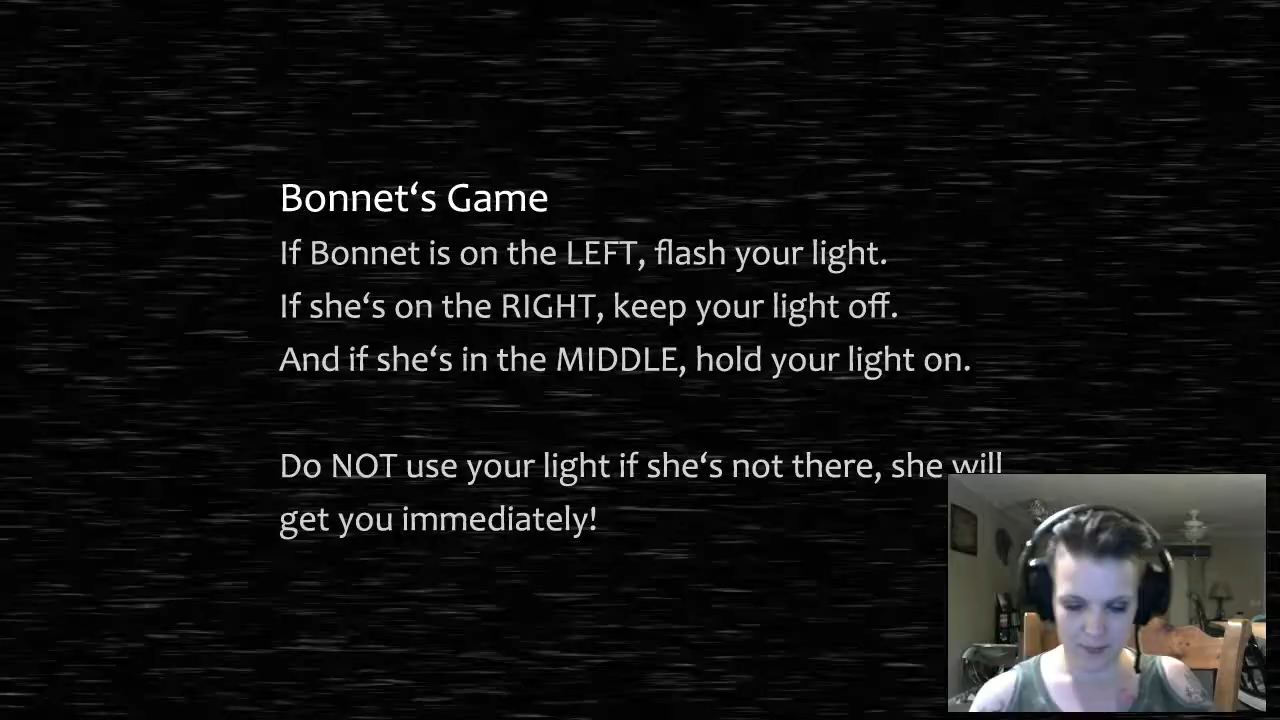 Bonnet‘s Game
If Bonnet is on the LEFT, flash your light.
If she‘s on the RIGHT, keep your light off.
And if she‘s in the MIDDLE, hold your light on.
Do NOT use your light if she‘s not there, she will
get you immediately!